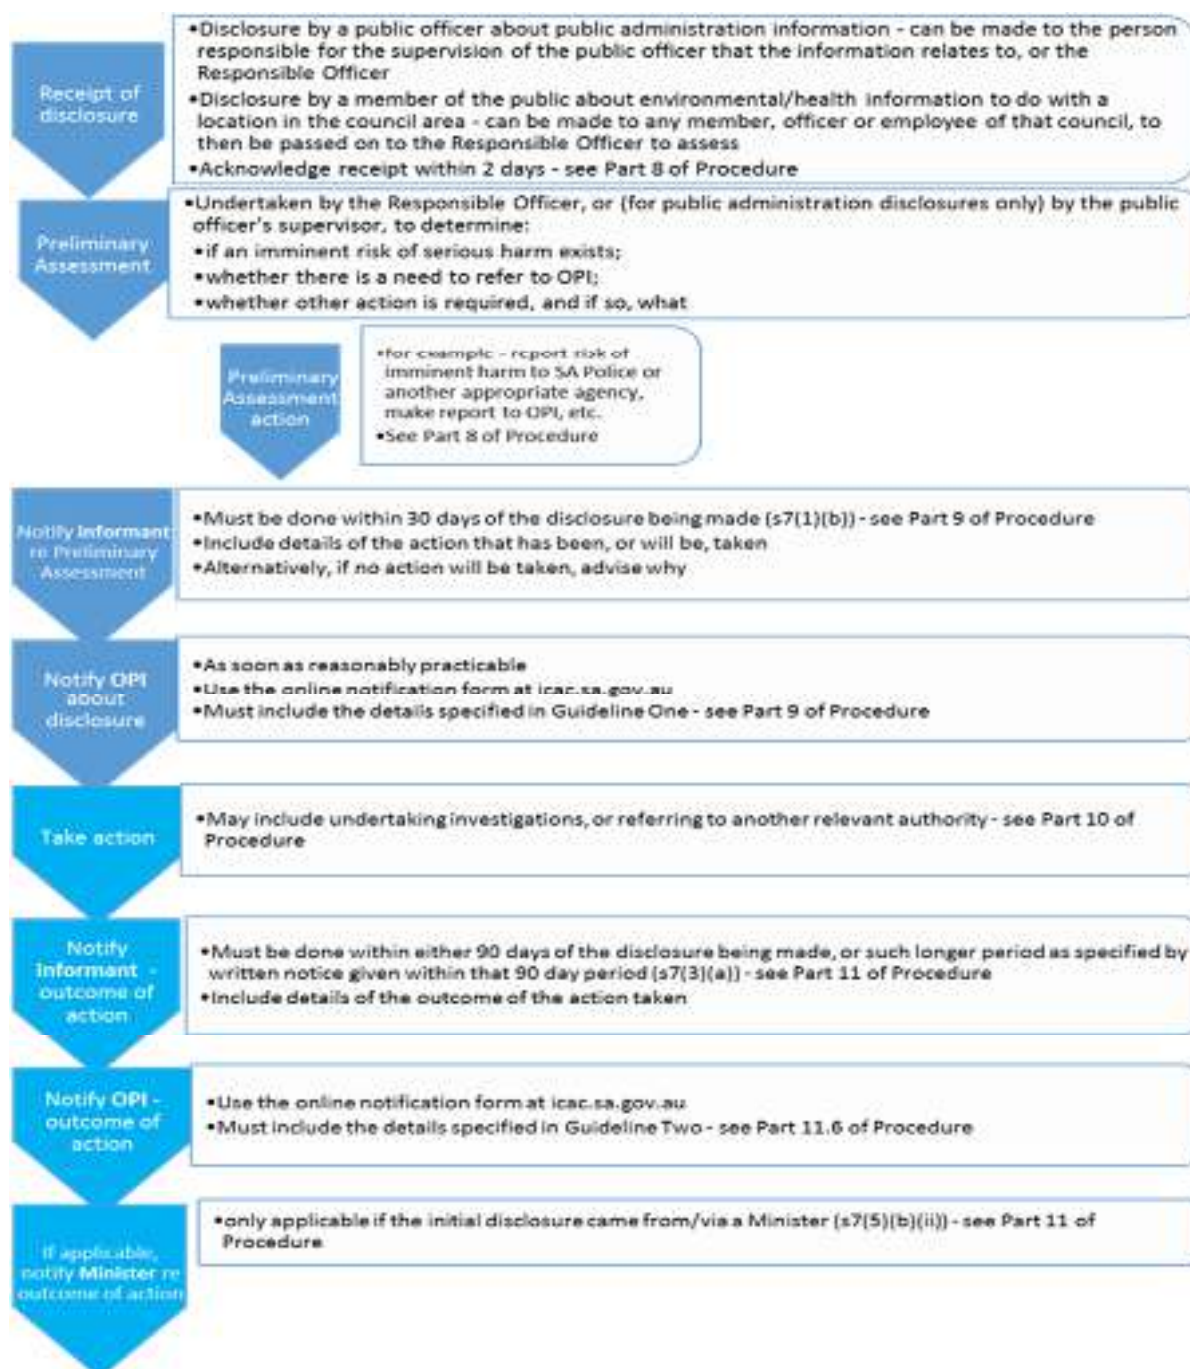 Receipt of
disclosure
•Disclosure by a public officer about public administration information - can be made to the person
responsible for the supervision of the public officer that the information relates to, or the
Responsible Officer
•Disclosure by a member of the public about environmental/health information to do with a
location in the council area - can be made to any member, officer or employee of that council, to
then be passed on to the Responsible Officer to assess
•Acknowledge receipt within 2 days - see Part 8 of Procedure
Preliminary
Assessment
•Undertaken by the Responsible Officer, or (for public administration disclosures only) by the public
officer's supervisor, to determine:
•if an imminent risk of serious harm exists;
•whether there is a need to refer to OPI;
•whether other action is required, and if so, what
Preliminary
Assessment
action
•for example - report risk of
imminent harm to SA Police or
another appropriate agency,
make report to OPI, etc.
•See Part 8 of Procedure
Notify Informant
re Preliminary
Assessment
•Must be done within 30 days of the disclosure being made (s7(1)(b)) - see Part 9 of Procedure
•Include details of the action that has been, or will be, taken
•Alternatively, if no action will be taken, advise why
Notify OPI
about
disclosure
•As soon as reasonably practicable
•Use the online notification form at icac.sa.gov.au
•Must include the details specified in Guideline One - see Part 9 of Procedure
Take action
•May include undertaking investigations, or referring to another relevant authority - see Part 10 of
Procedure
Notify
Informant -
outcome of
action
•Must be done within either 90 days of the disclosure being made, or such longer period as specified by
written notice given within that 90 day period (s7(3)(a)) - see Part 11 of Procedure
•Include details of the outcome of the action taken
Notify OPI -
outcome of
action
•Use the online notification form at icac.sa.gov.au
•Must include the details specified in Guideline Two - see Part 11.6 of Procedure
If applicable,
notify Minister re
outcome of action
•only applicable if the initial disclosure came from/via a Minister (s7(5)(b)(ii)) - see Part 11 of
Procedure